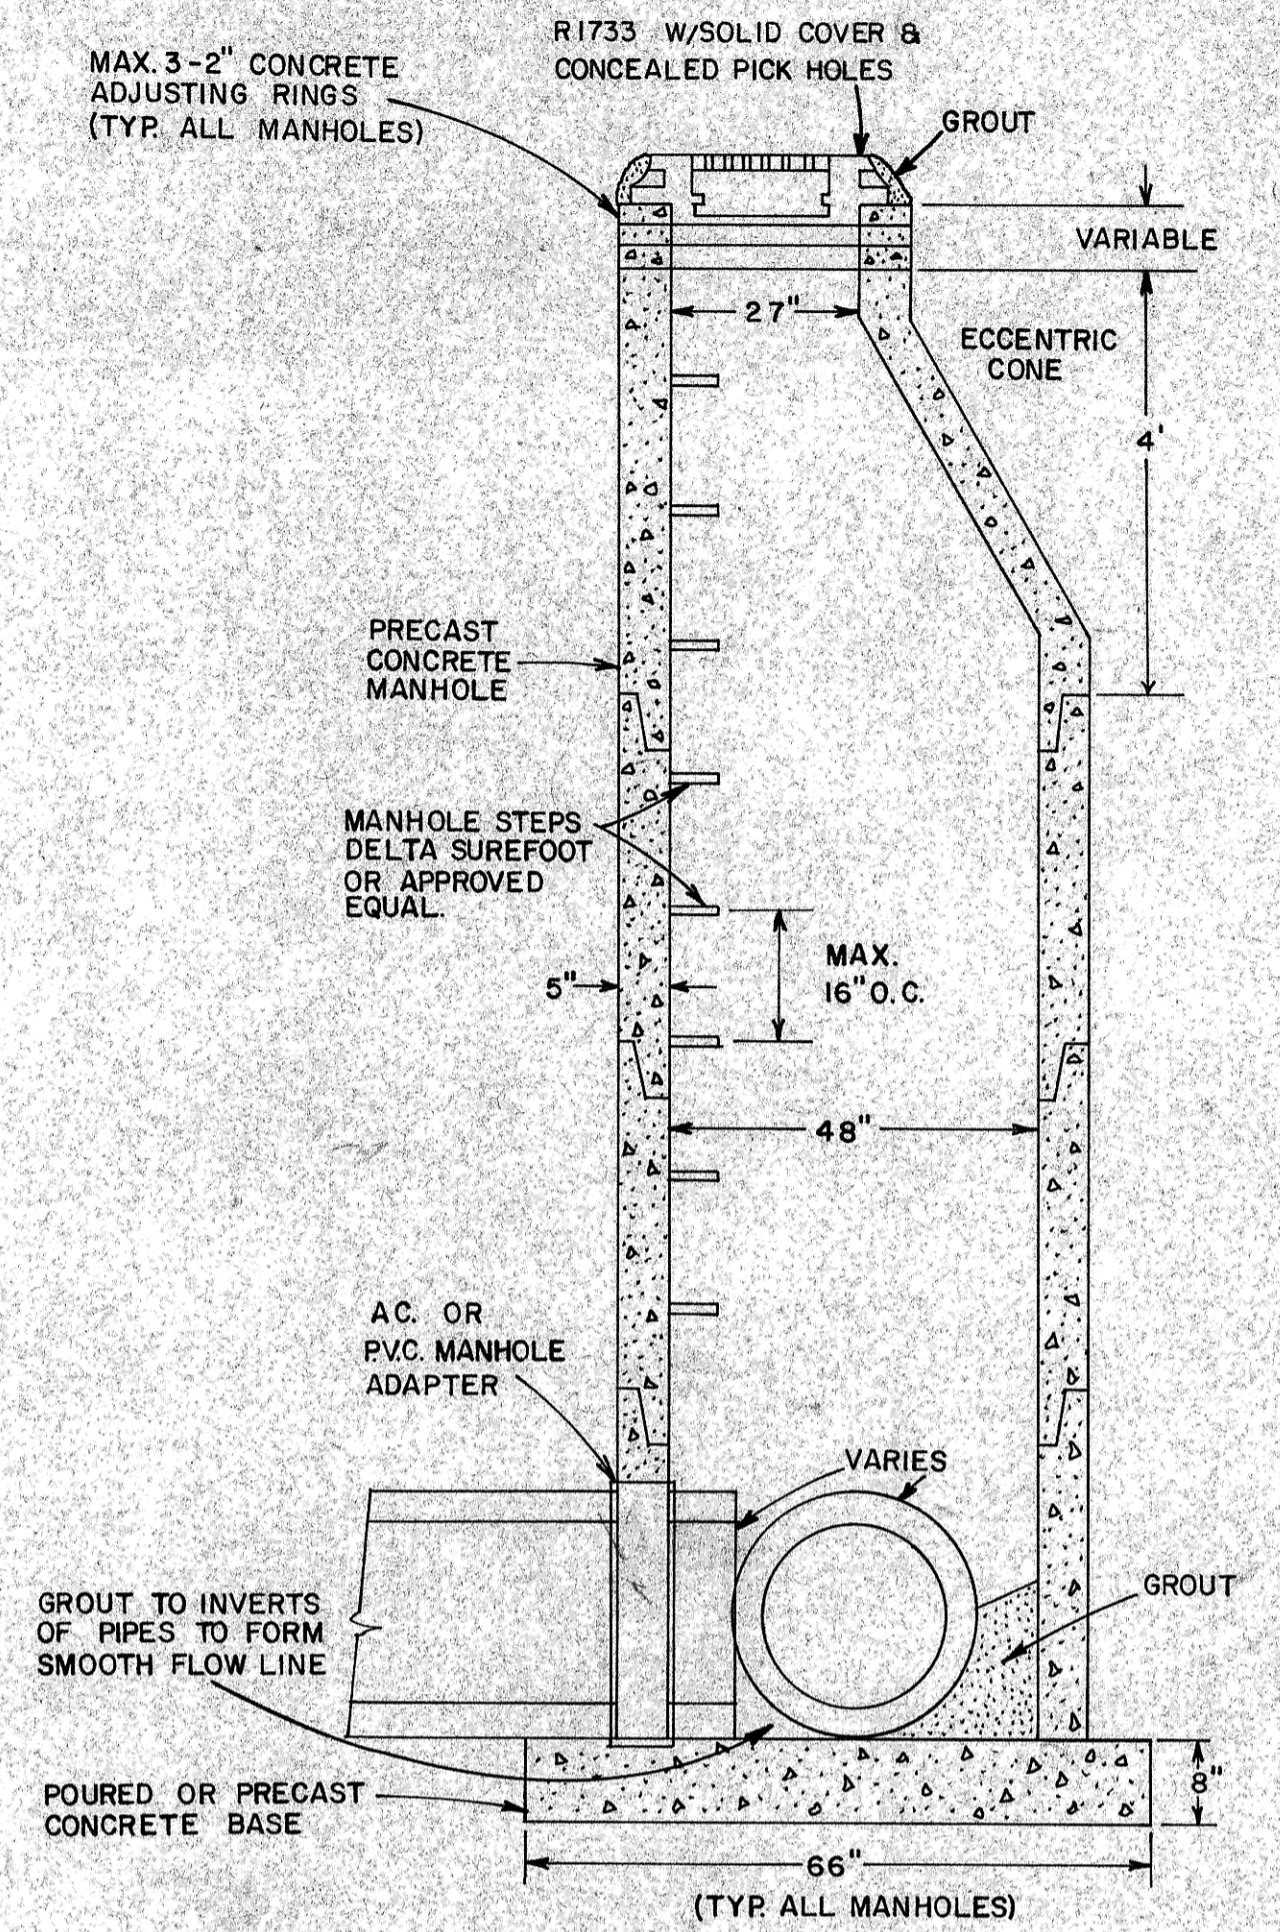 R1733 W/SOLID COVER &
CONCEALED PICK HOLES
MAX. 3-2" CONCRETE
ADJUSTING RINGS
(TYP. ALL MANHOLES)
GROUT
VARIABLE
27"
ECCENTRIC
CONE
4'
PRECAST
CONCRETE
MANHOLE
MANHOLE STEPS
DELTA SUREFOOT
OR APPROVED
EQUAL.
MAX.
16" O.C.
5"
48"
A.C. OR
P.V.C. MANHOLE
ADAPTER
VARIES
GROUT
GROUT TO INVERTS
OF PIPES TO FORM
SMOOTH FLOW LINE
POURED OR PRECAST
CONCRETE BASE
8"
66"
(TYP. ALL MANHOLES)